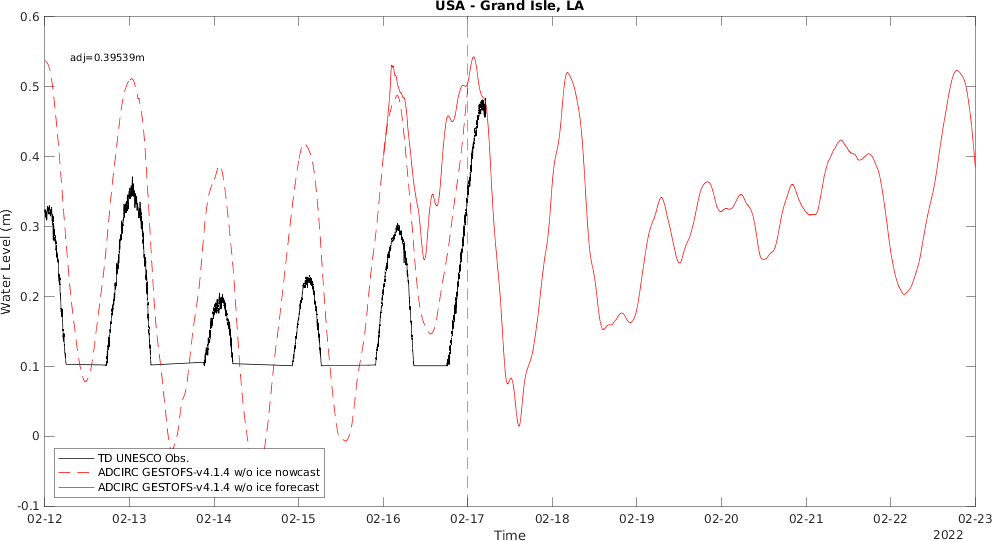 USA - Grand Isle, LA
adj=0.39539m
Water Level (m)
0.6
0.5
0.4
0.3
0.2
0.1
0
-0.1
TD UNESCO Obs.
ADCIRC GESTOFS-v4.1.4 w/o ice nowcast
ADCIRC GESTOFS-v4.1.4 w/o ice forecast
02-12 02-13 02-14 02-15 02-16 02-17 02-18 02-19 02-20 02-21 02-22 02-23
Time
2022